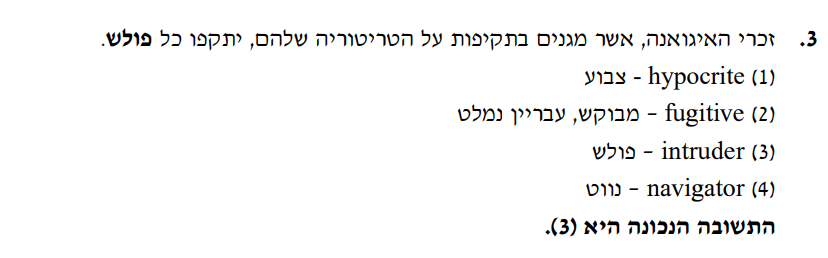 3. זכרי האיגואנה, אשר מגנים בתקיפות על הטריטוריה שלהם, יתקפו כל פולש.
(1) hypocrite - צבוע
(2) fugitive – מבוקש, עבריין נמלט
(3) intruder – פולש
(4) navigator – נווט
התשובה הנכונה היא (3).